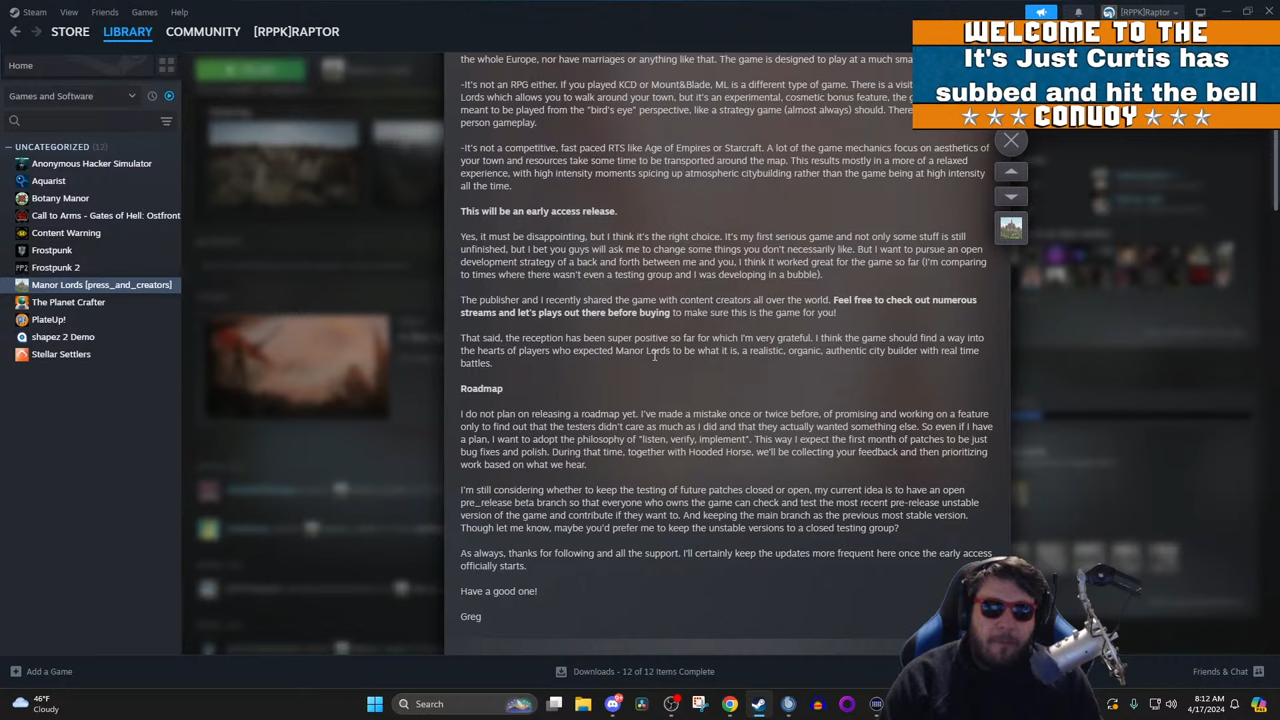 Steam View Friends Games Help
[RPPK]Raptor
STORE LIBRARY COMMUNITY [RPPK]RAPTOR
WELCOME TO THE
It's Just Curtis has
subbed and hit the bell
CONVOY
Home
Games and Software
UNCATEGORIZED (12)
Anonymous Hacker Simulator
Aquarist
Botany Manor
Call to Arms - Gates of Hell: Ostfront
Content Warning
Frostpunk
Frostpunk 2
Manor Lords [press_and_creators]
The Planet Crafter
PlateUp!
shapez 2 Demo
Stellar Settlers
the whole Europe, nor have marriages or anything like that. The game is designed to play at a much
-It's not an RPG either. If you played KCD or Mount&Blade, ML is a different type of game. There is a visit
Lords which allows you to walk around your town, but it's an experimental, cosmetic bonus feature, the
meant to be played from the "bird's eye" perspective, like a strategy game (almost always) should. There
person gameplay.
-It's not a competitive, fast paced RTS like Age of Empires or Starcraft. A lot of the game mechanics focus on aesthetics of
your town and resources take some time to be transported around the map. This results mostly in a more of a relaxed
experience, with high intensity moments spicing up atmospheric citybuilding rather than the game being at high intensity
all the time.
This will be an early access release.
Yes, it must be disappointing, but I think it's the right choice. It's my first serious game and not only some stuff is still
unfinished, but I bet you guys will ask me to change some things you don't necessarily like. But I want to pursue an open
development strategy of a back and forth between me and you, I think it worked great for the game so far (I'm comparing
to times where there wasn't even a testing group and I was developing in a bubble).
The publisher and I recently shared the game with content creators all over the world. Feel free to check out numerous
streams and let's plays out there before buying to make sure this is the game for you!
That said, the reception has been super positive so far for which I'm very grateful. I think the game should find a way into
the hearts of players who expected Manor Lords to be what it is, a realistic, organic, authentic city builder with real time
battles.
Roadmap
I do not plan on releasing a roadmap yet. I've made a mistake once or twice before, of promising and working on a feature
only to find out that the testers didn't care as much as I did and that they actually wanted something else. So even if I have
a plan, I want to adopt the philosophy of "listen, verify, implement". This way I expect the first month of patches to be just
bug fixes and polish. During that time, together with Hooded Horse, we'll be collecting your feedback and then prioritizing
work based on what we hear.
I'm still considering whether to keep the testing of future patches closed or open, my current idea is to have an open
pre_release beta branch so that everyone who owns the game can check and test the most recent pre-release unstable
version of the game and contribute if they want to. And keeping the main branch as the previous most stable version.
Though let me know, maybe you'd prefer me to keep the unstable versions to a closed testing group?
As always, thanks for following and all the support. I'll certainly keep the updates more frequent here once the early access
officially starts.
Have a good one!
Greg
Add a Game
Downloads - 12 of 12 Items Complete
Friends & Chat
46°F
Cloudy
Search
8:12 AM
4/17/2024